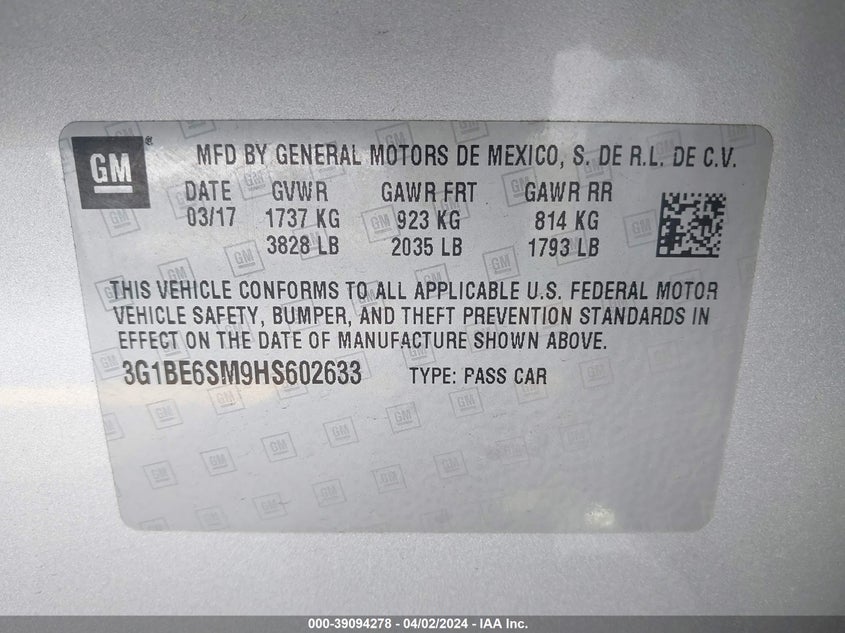 GM ®
MFD BY GENERAL MOTORS DE MEXICO, S. DE R.L. DE C.V.
DATE GVWR GAWR FRT GAWR RR
03/17 1737 KG 923 KG 814 KG
3828 LB 2035 LB 1793 LB
THIS VEHICLE CONFORMS TO ALL APPLICABLE U.S. FEDERAL MOTOR
VEHICLE SAFETY, BUMPER, AND THEFT PREVENTION STANDARDS IN
EFFECT ON THE DATE OF MANUFACTURE SHOWN ABOVE.
3G1BE6SM9HS602633 TYPE: PASS CAR
000-39094278 - 04/02/2024 - IAA Inc.